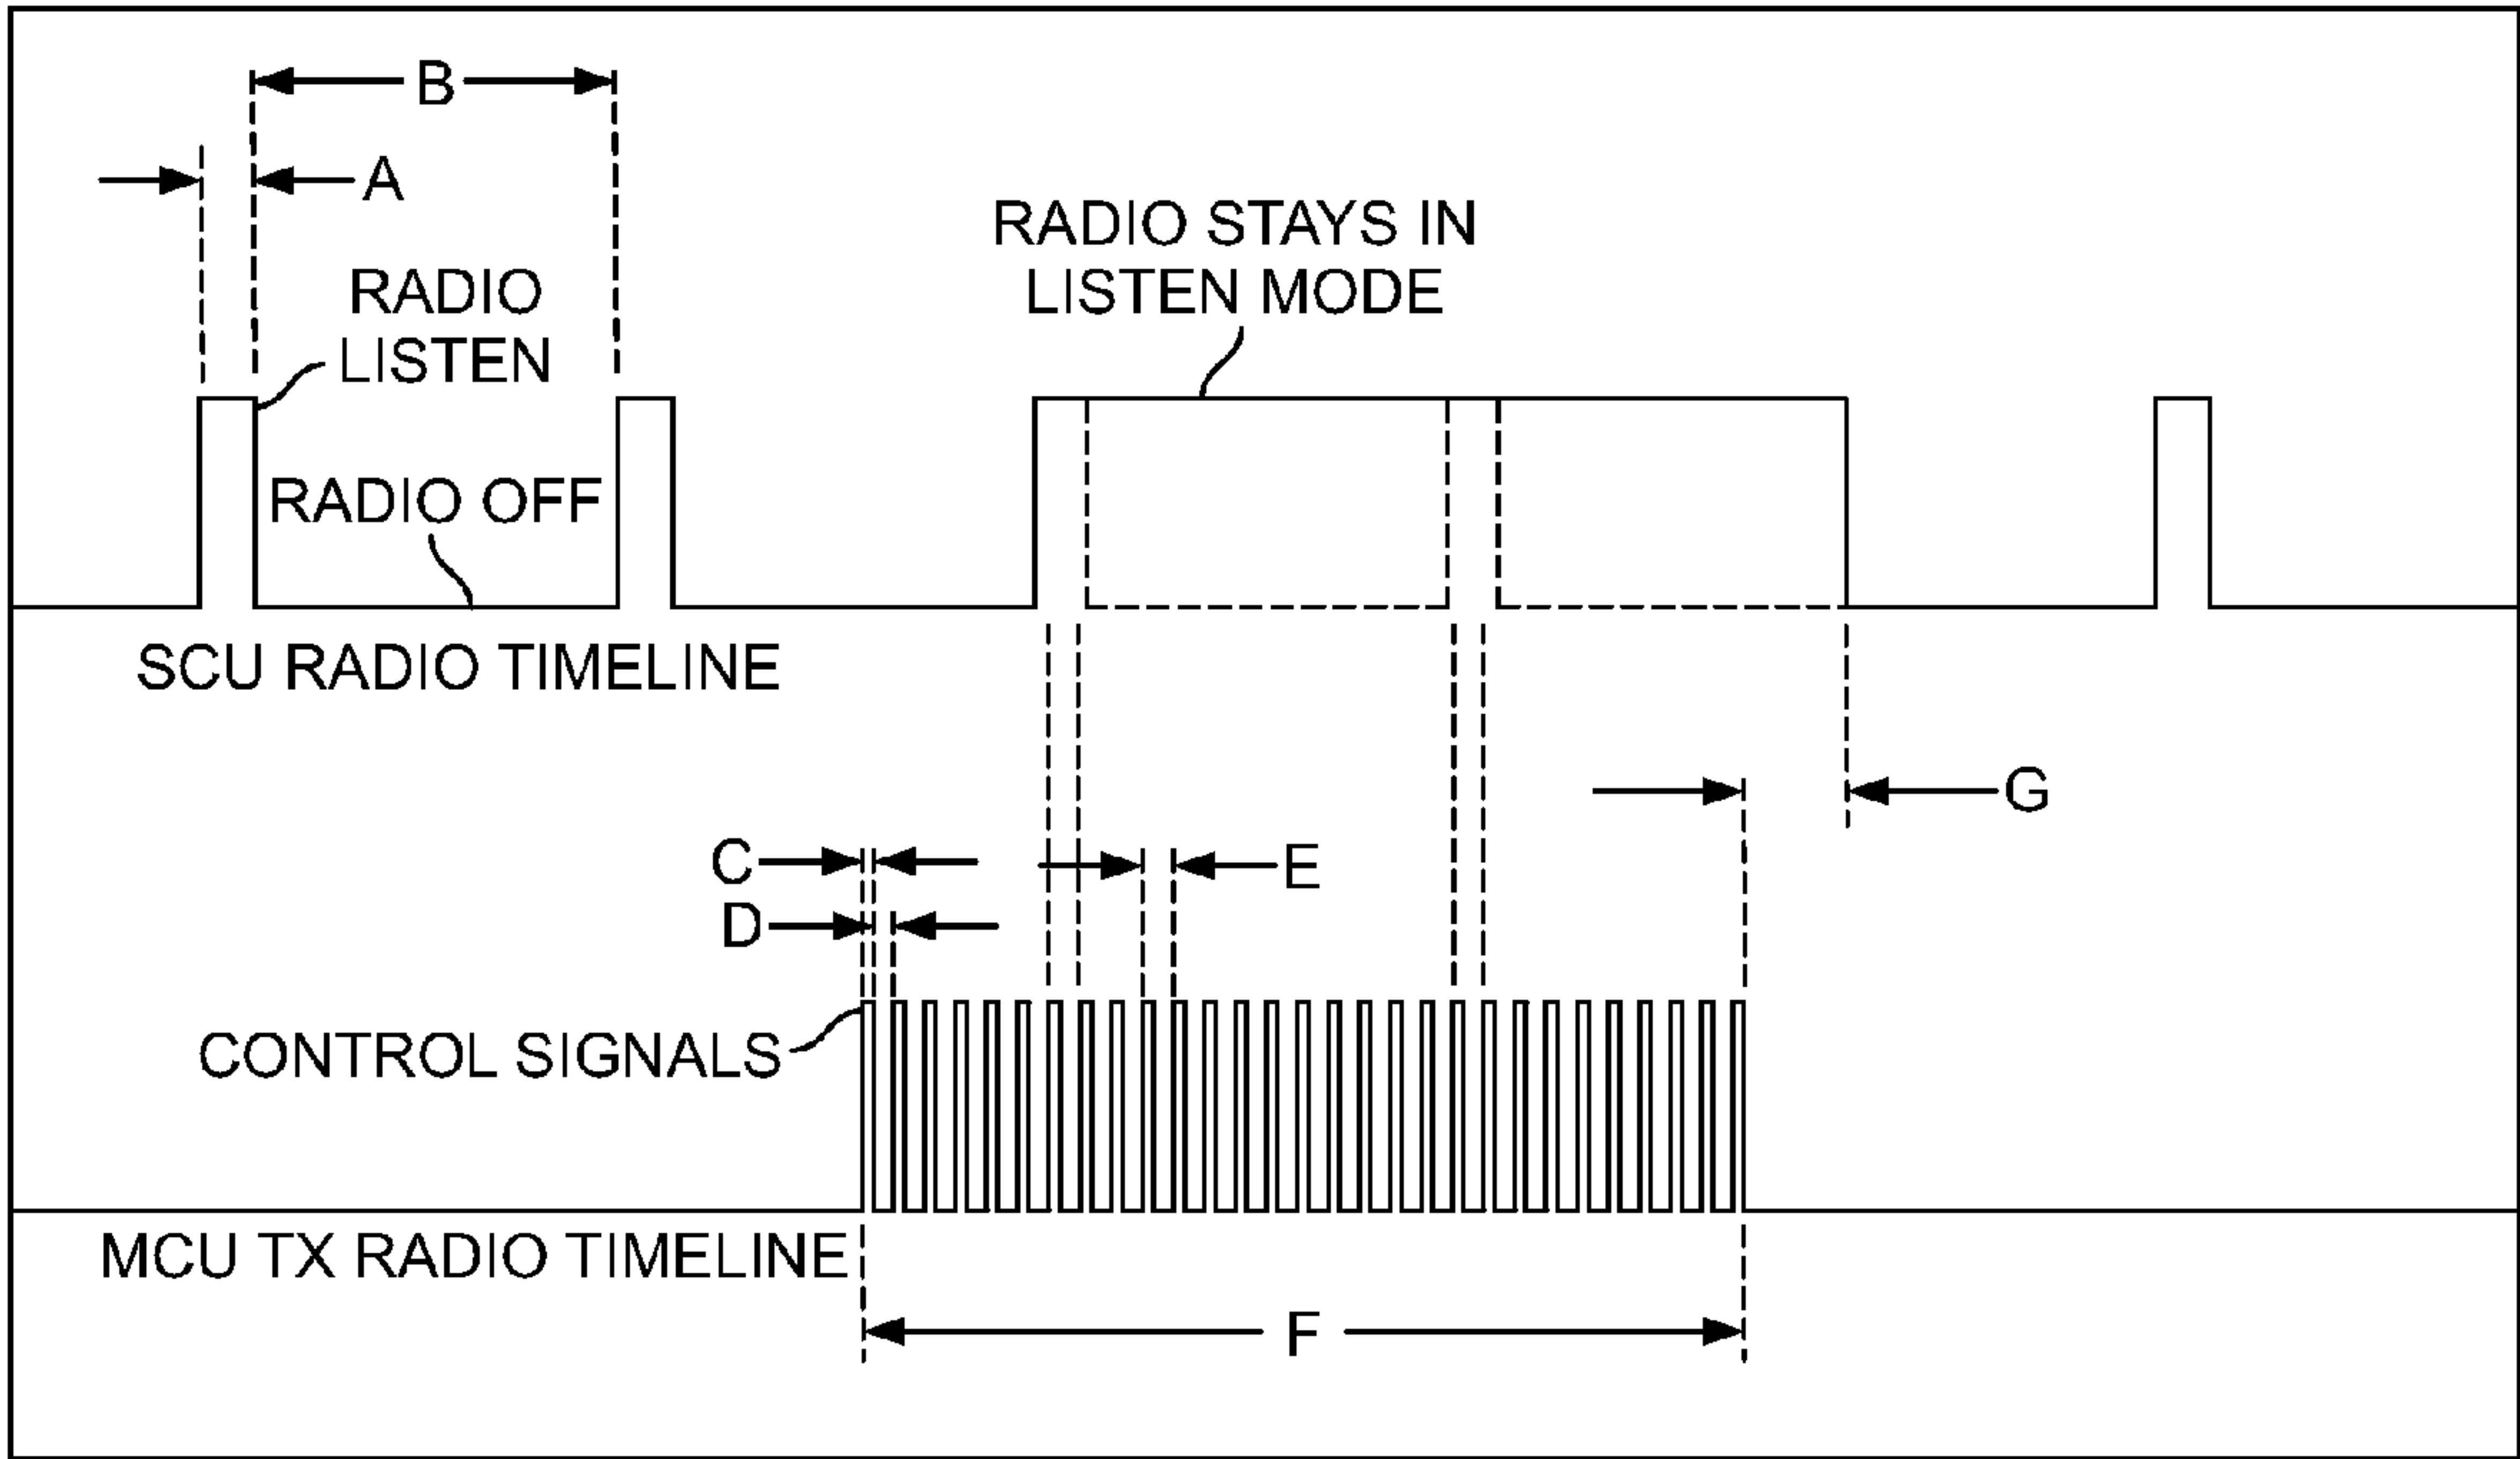 B
A
RADIO STAYS IN
LISTEN MODE
RADIO
LISTEN
RADIO OFF
SCU RADIO TIMELINE
G
C
E
D
CONTROL SIGNALS
MCU TX RADIO TIMELINE
F